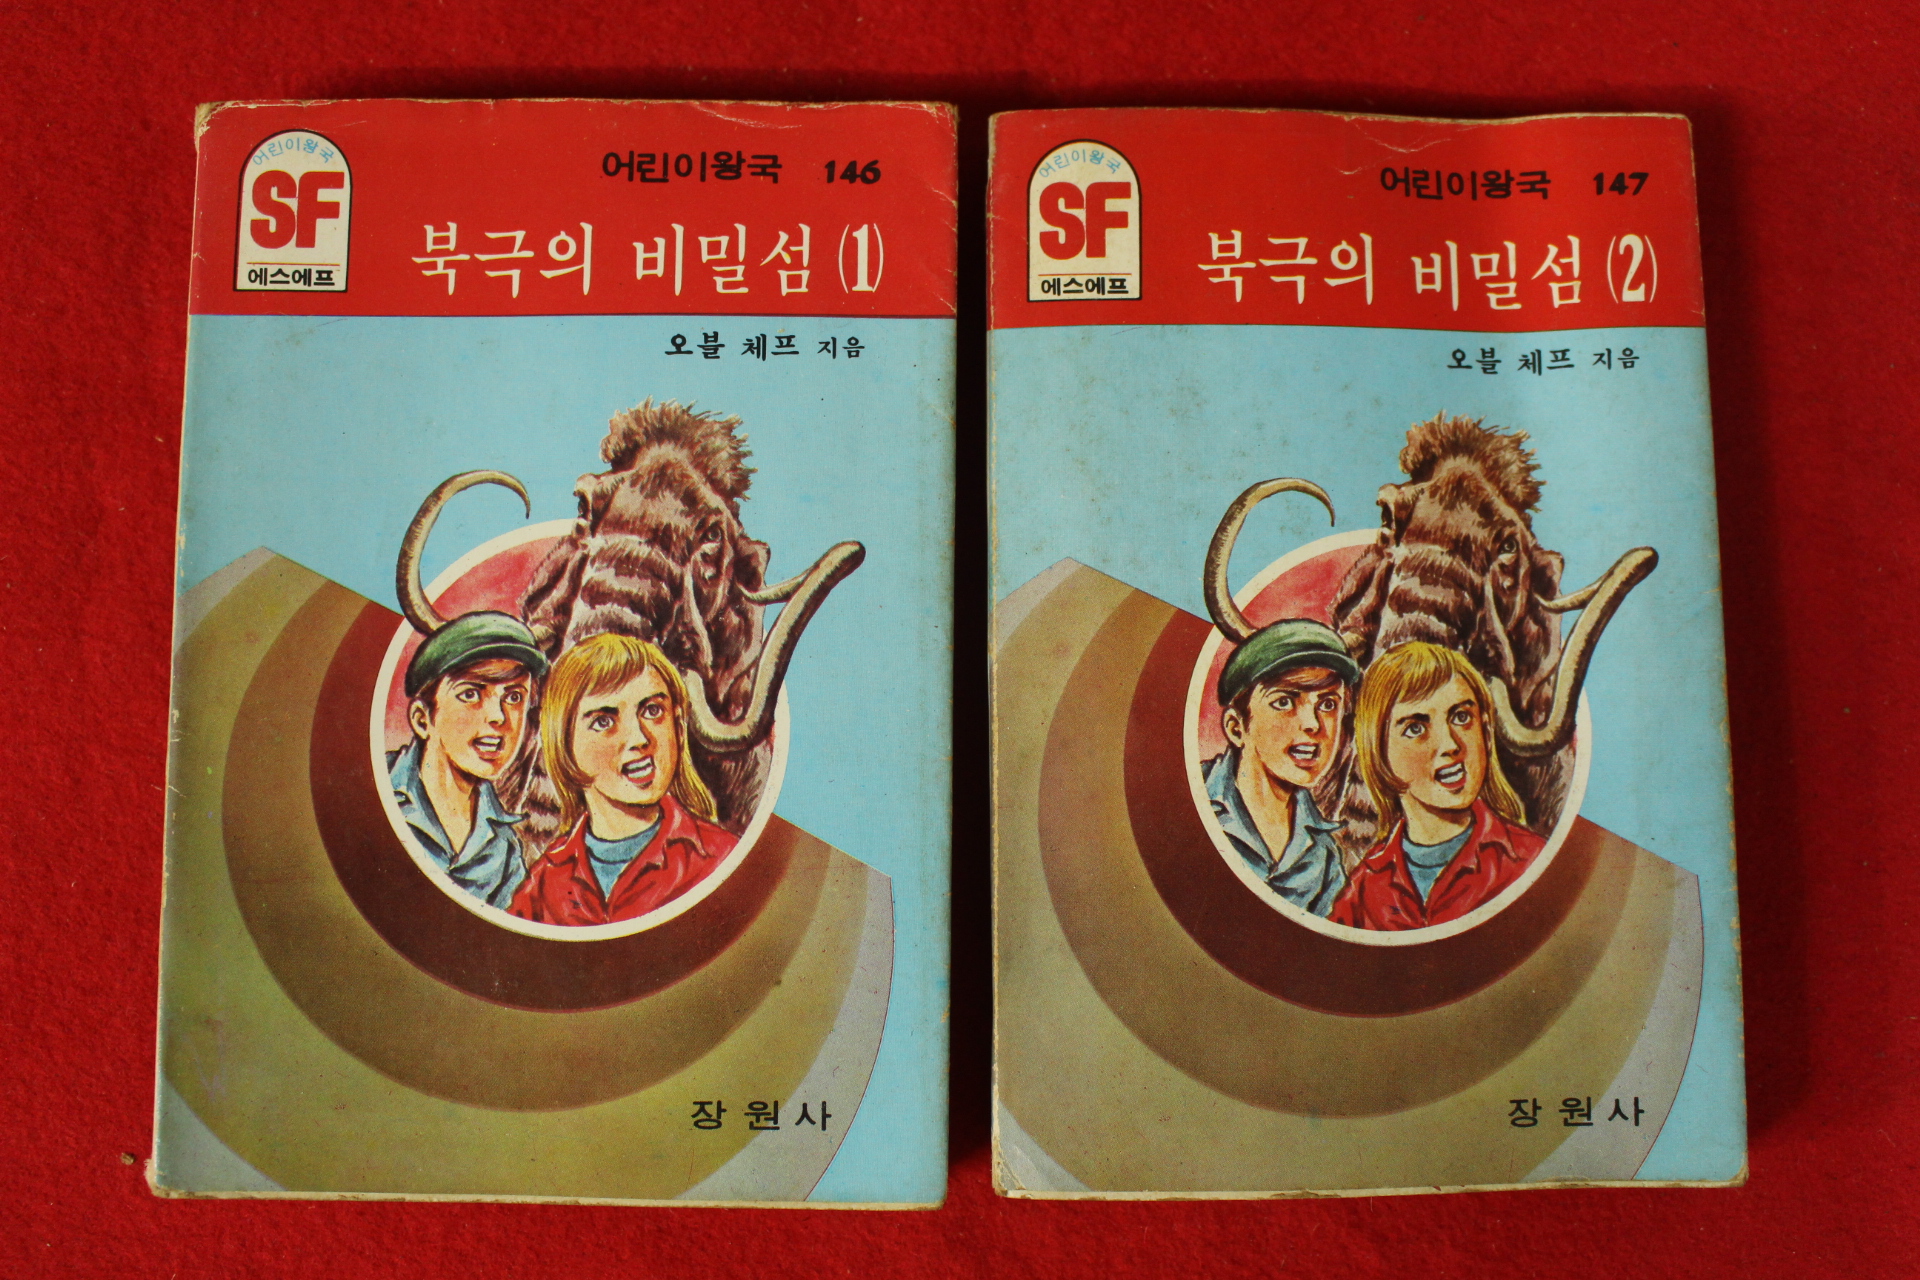 어린이왕국
SF
에스에프
어린이왕국 146
북극의 비밀섬 (1)
오블 체프 지음
장원사
어린이왕국
SF
에스에프
어린이왕국 147
북극의 비밀섬 (2)
오블 체프 지음
장원사